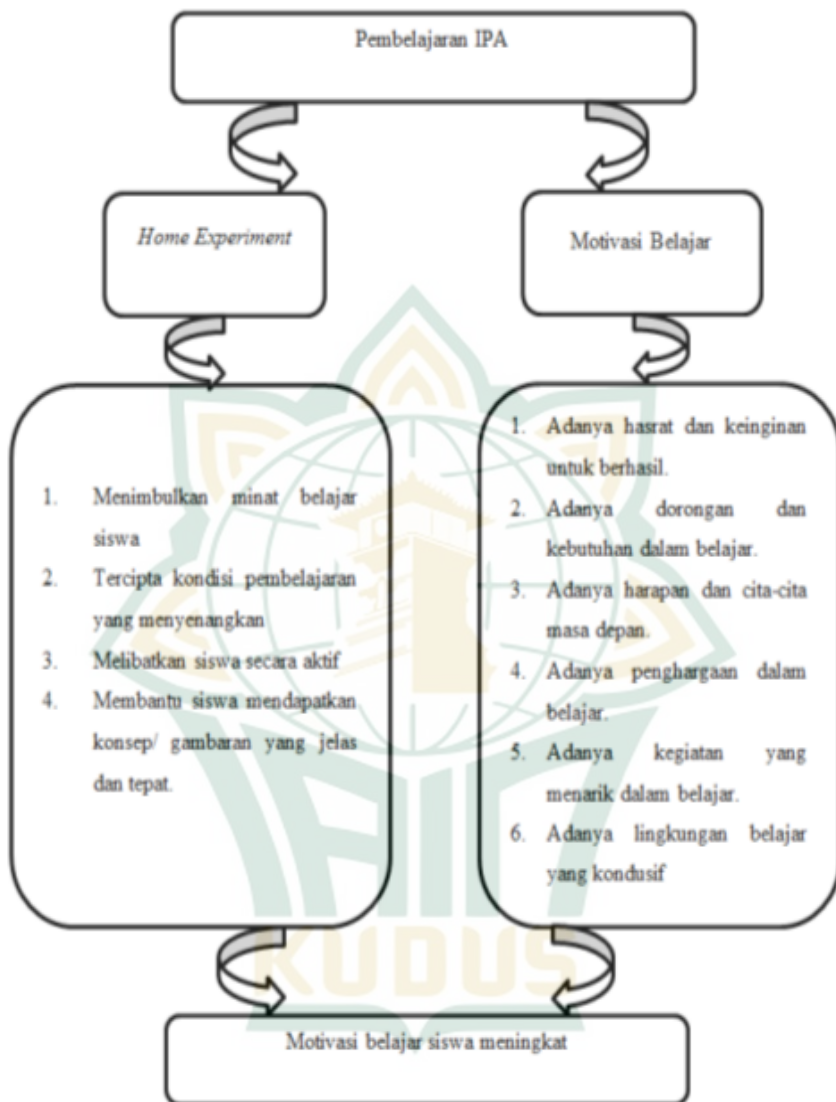 Pembelajaran IPA
Home Experiment
Motivasi Belajar
1. Menimbulkan minat belajar
siswa
2. Tercipta kondisi pembelajaran
yang menyenangkan
3. Melibatkan siswa secara aktif
4. Membantu siswa mendapatkan
konsep/ gambaran yang jelas
dan tepat.
1. Adanya hasrat dan keinginan
untuk berhasil.
2. Adanya dorongan dan
kebutuhan dalam belajar.
3. Adanya harapan dan cita-cita
masa depan.
4. Adanya penghargaan dalam
belajar.
5. Adanya kegiatan yang
menarik dalam belajar.
6. Adanya lingkungan belajar
yang kondusif
IAIN
KUDUS
Motivasi belajar siswa meningkat